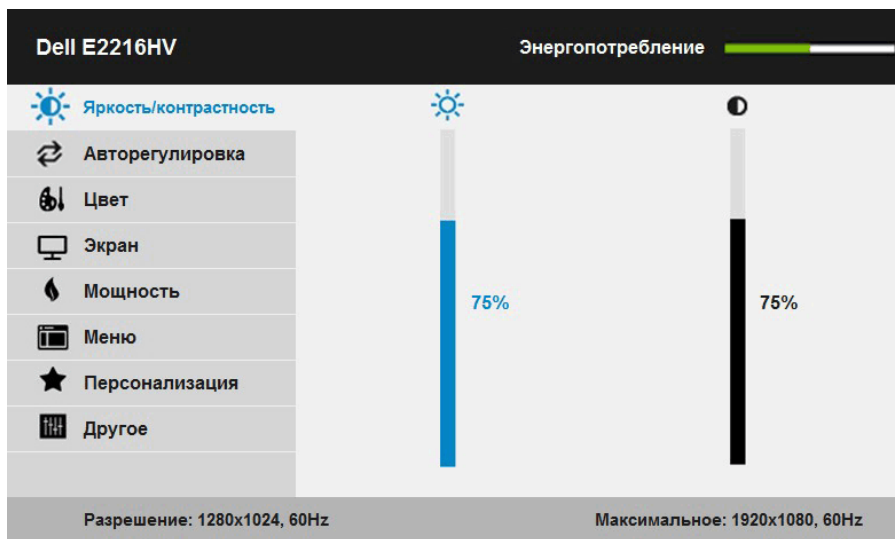 Dell E2216HV
Энергопотребление
Яркость/контрастность
Авторегулировка
Цвет
Экран
Мощность
Меню
Персонализация
Другое
75%
75%
Разрешение: 1280x1024, 60Hz
Максимальное: 1920x1080, 60Hz